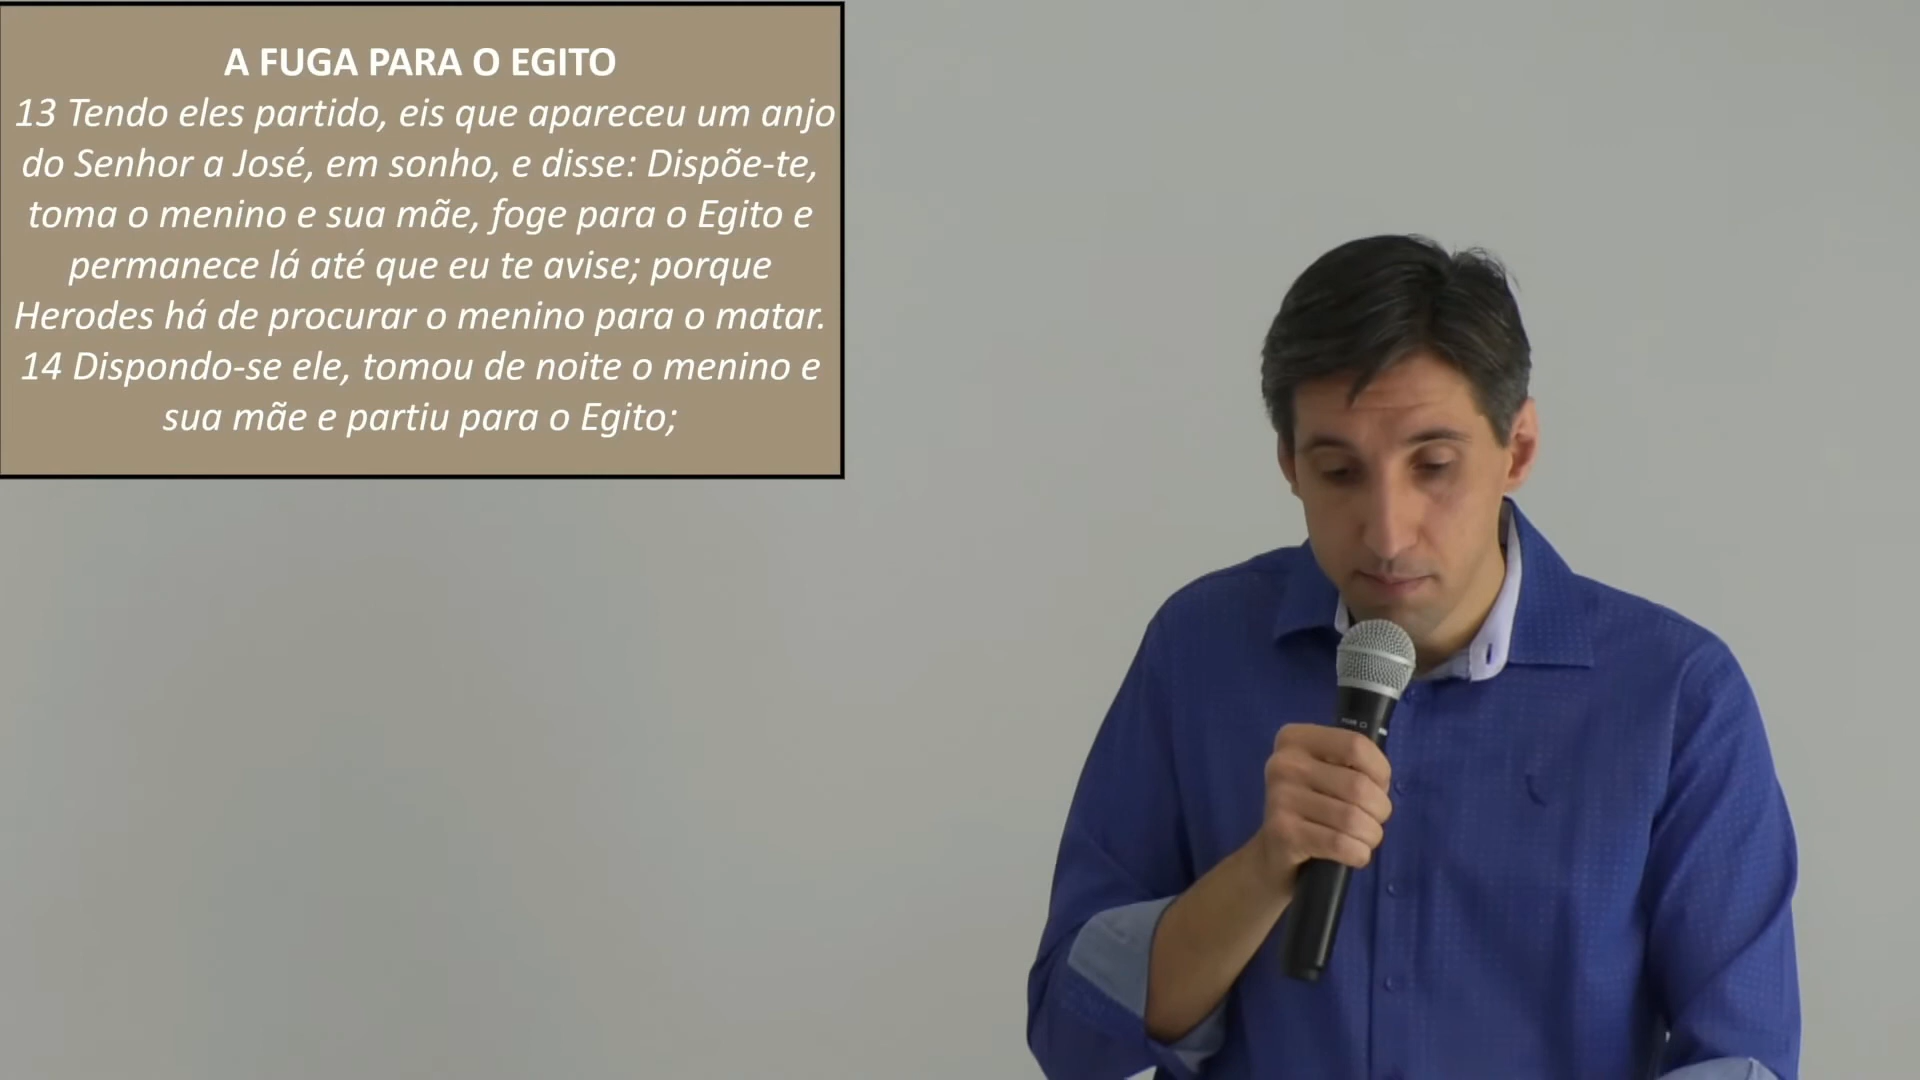 A FUGA PARA O EGITO
13 Tendo eles partido, eis que apareceu um anjo
do Senhor a José, em sonho, e disse: Dispõe-te,
toma o menino e sua mãe, foge para o Egito e
permanece lá até que eu te avise; porque
Herodes há de procurar o menino para o matar.
14 Dispondo-se ele, tomou de noite o menino e
sua mãe e partiu para o Egito;